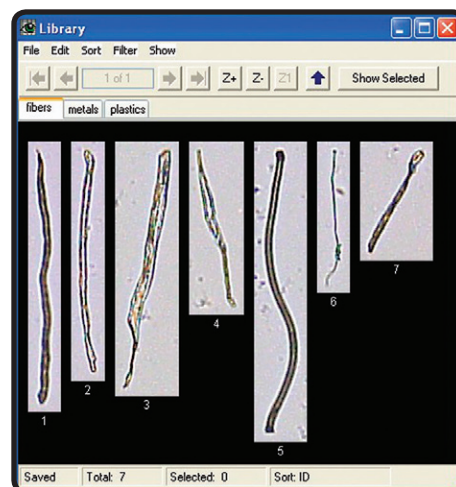 Library
File Edit Sort Filter Show
1 of 1 Z+ Z- Z1 Show Selected
fibers metals plastics
1 2 3 4 5 6 7
Saved Total: 7 Selected: 0 Sort: ID